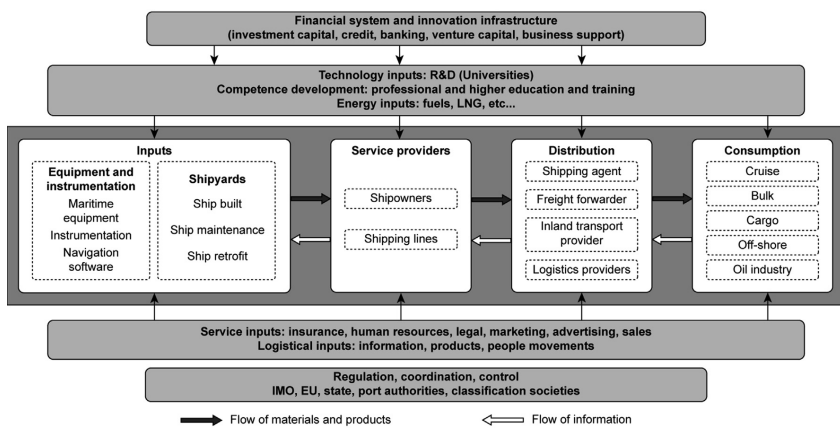 Financial system and innovation infrastructure
(investment capital, credit, banking, venture capital, business support)
Technology inputs: R&D (Universities)
Competence development: professional and higher education and training
Energy inputs: fuels, LNG, etc...
Inputs
Equipment and
instrumentation
Maritime
equipment
Instrumentation
Navigation
software
Shipyards
Ship built
Ship maintenance
Ship retrofit
Service providers
Shipowners
Shipping lines
Distribution
Shipping agent
Freight forwarder
Inland transport
provider
Logistics providers
Consumption
Cruise
Bulk
Cargo
Off-shore
Oil industry
Service inputs: insurance, human resources, legal, marketing, advertising, sales
Logistical inputs: information, products, people movements
Regulation, coordination, control
IMO, EU, state, port authorities, classification societies
Flow of materials and products
Flow of information